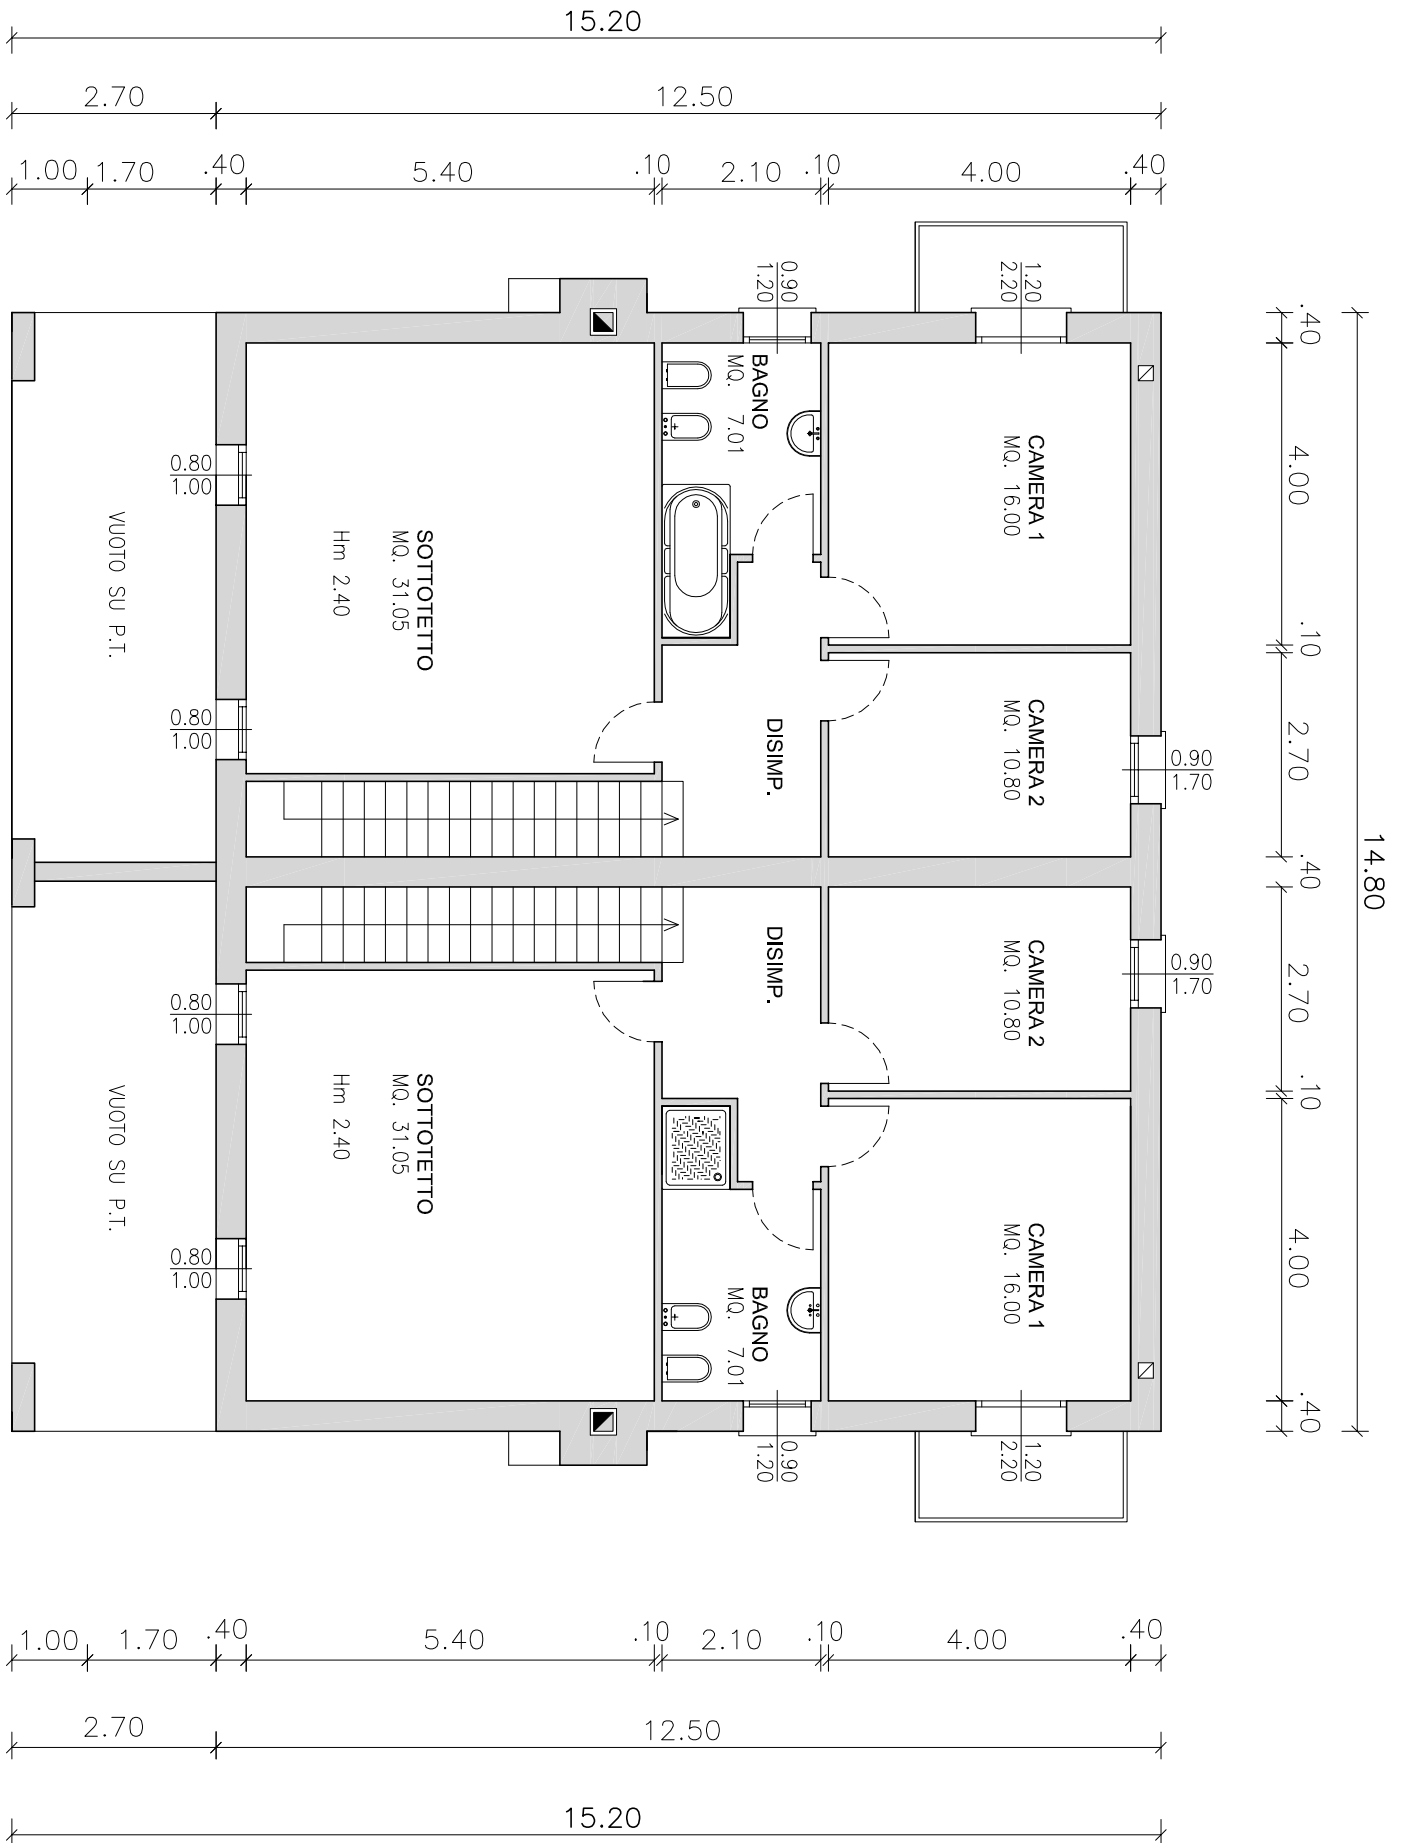 15.20
2.70 12.50
1.00 1.70 .40 5.40 .10 2.10 .10 4.00 .40
0.90
1.20
1.20
2.20
.40
4.00
.10
2.70
.40
2.70
.10
4.00
.40
14.80
BAGNO
MQ. 7.01
CAMERA 1
MQ. 16.00
0.80
1.00
VUOTO SU P.T.
SOTTOTETTO
MQ. 31.05
Hm 2.40
0.80
1.00
DISIMP.
CAMERA 2
MQ. 10.80
0.90
1.70
DISIMP.
CAMERA 2
MQ. 10.80
0.90
1.70
0.80
1.00
VUOTO SU P.T.
SOTTOTETTO
MQ. 31.05
Hm 2.40
0.80
1.00
BAGNO
MQ. 7.01
CAMERA 1
MQ. 16.00
0.90
1.20
1.20
2.20
1.00 1.70 .40 5.40 .10 2.10 .10 4.00 .40
2.70 12.50
15.20